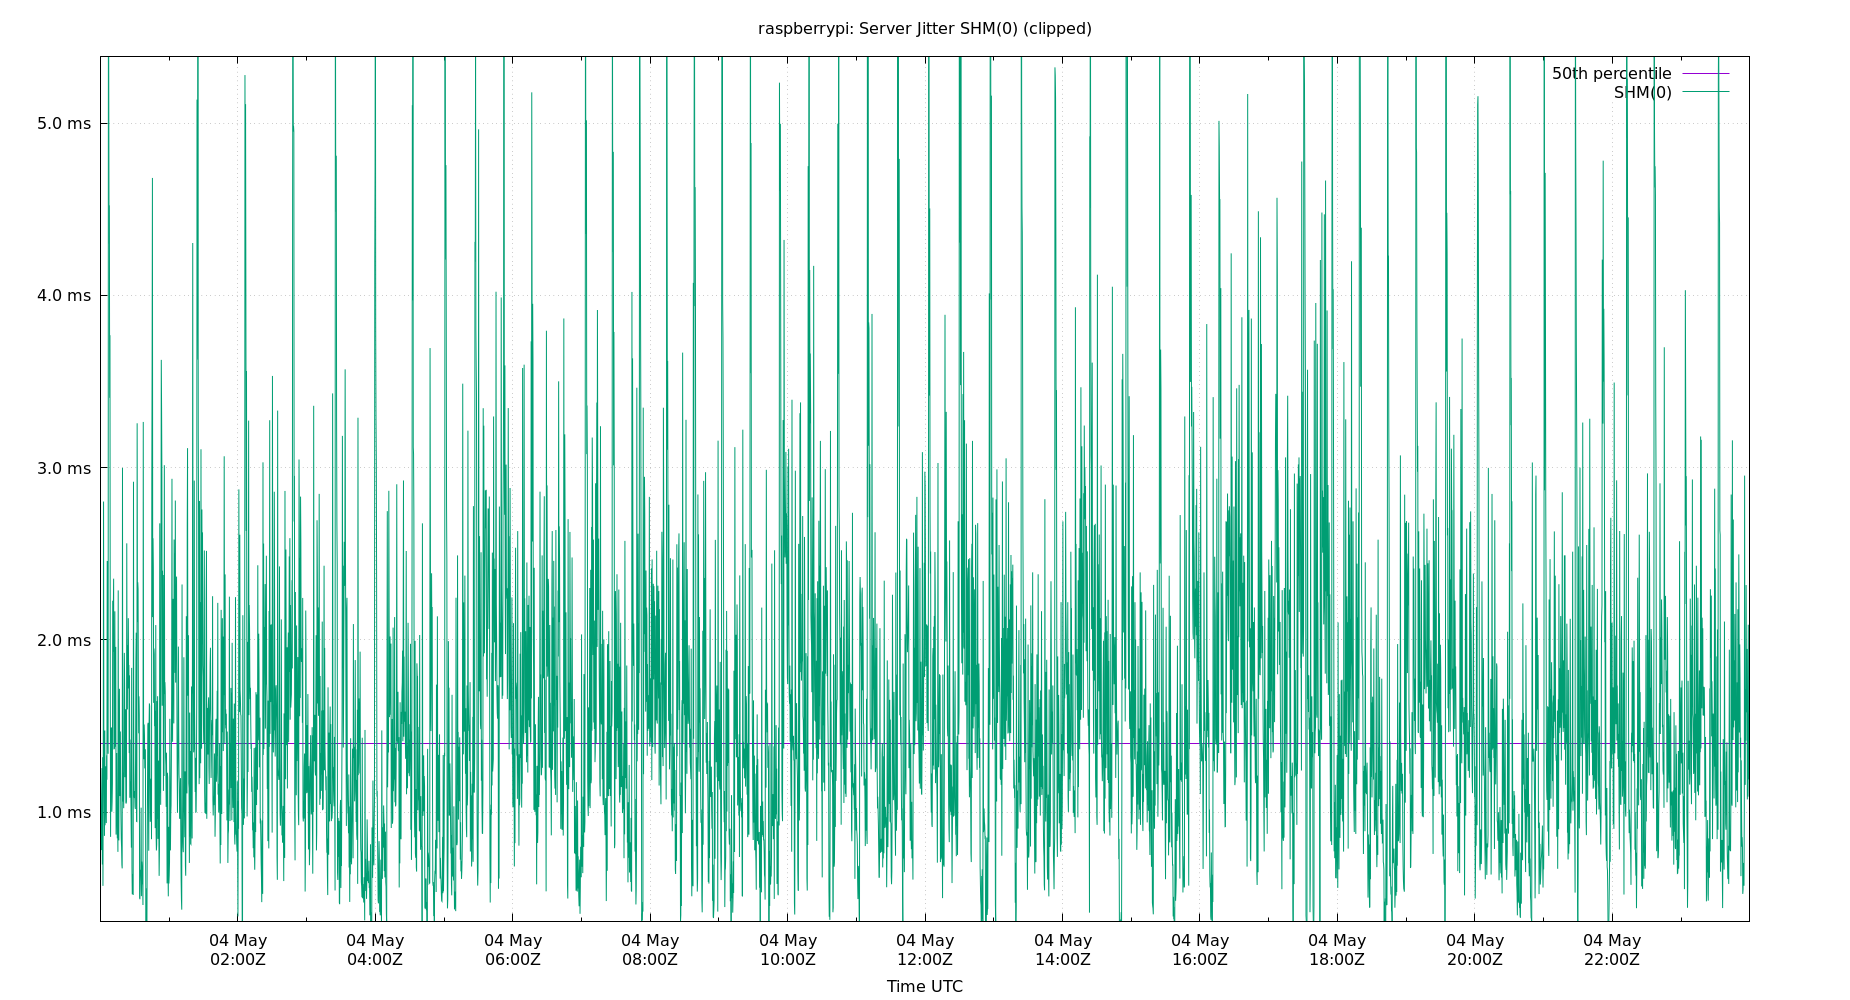 raspberrypi: Server Jitter SHM(0) (clipped)
50th percentile
SHM(0)
5.0 ms
4.0 ms
3.0 ms
2.0 ms
1.0 ms
04 May 04 May 04 May 04 May 04 May 04 May 04 May 04 May 04 May 04 May 04 May
02:00Z 04:00Z 06:00Z 08:00Z 10:00Z 12:00Z 14:00Z 16:00Z 18:00Z 20:00Z 22:00Z
Time UTC